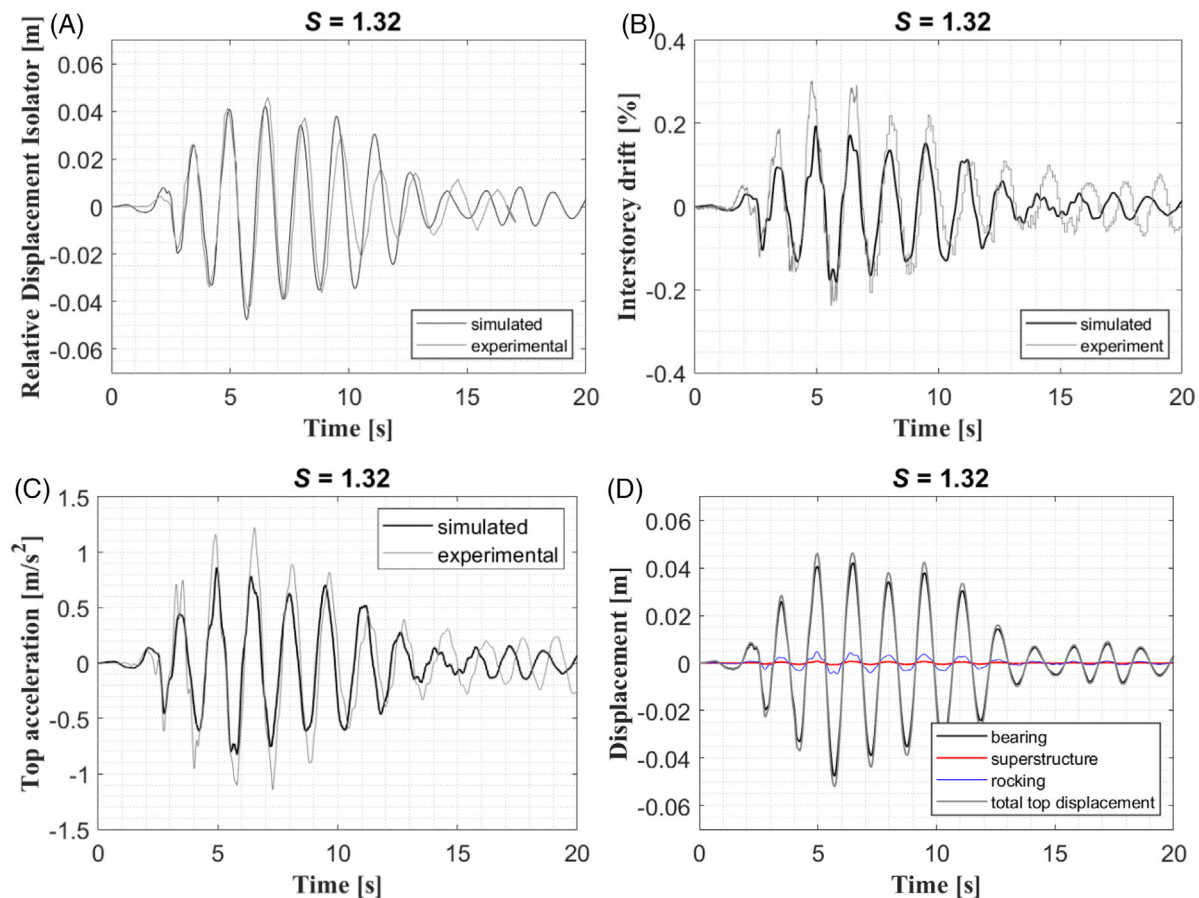 (A)
S = 1.32
Relative Displacement Isolator [m]
0.06
0.04
0.02
0
-0.02
-0.04
-0.06
simulated
experimental
0 5 10 15 20
Time [s]
(B)
S = 1.32
Interstorey drift [%]
0.4
0.2
0
-0.2
-0.4
simulated
experiment
0 5 10 15 20
Time [s]
(C)
S = 1.32
Top acceleration [m/s²]
1.5
1
0.5
0
-0.5
-1
-1.5
simulated
experimental
0 5 10 15 20
Time [s]
(D)
S = 1.32
Displacement [m]
0.06
0.04
0.02
0
-0.02
-0.04
-0.06
bearing
superstructure
rocking
total top displacement
0 5 10 15 20
Time [s]